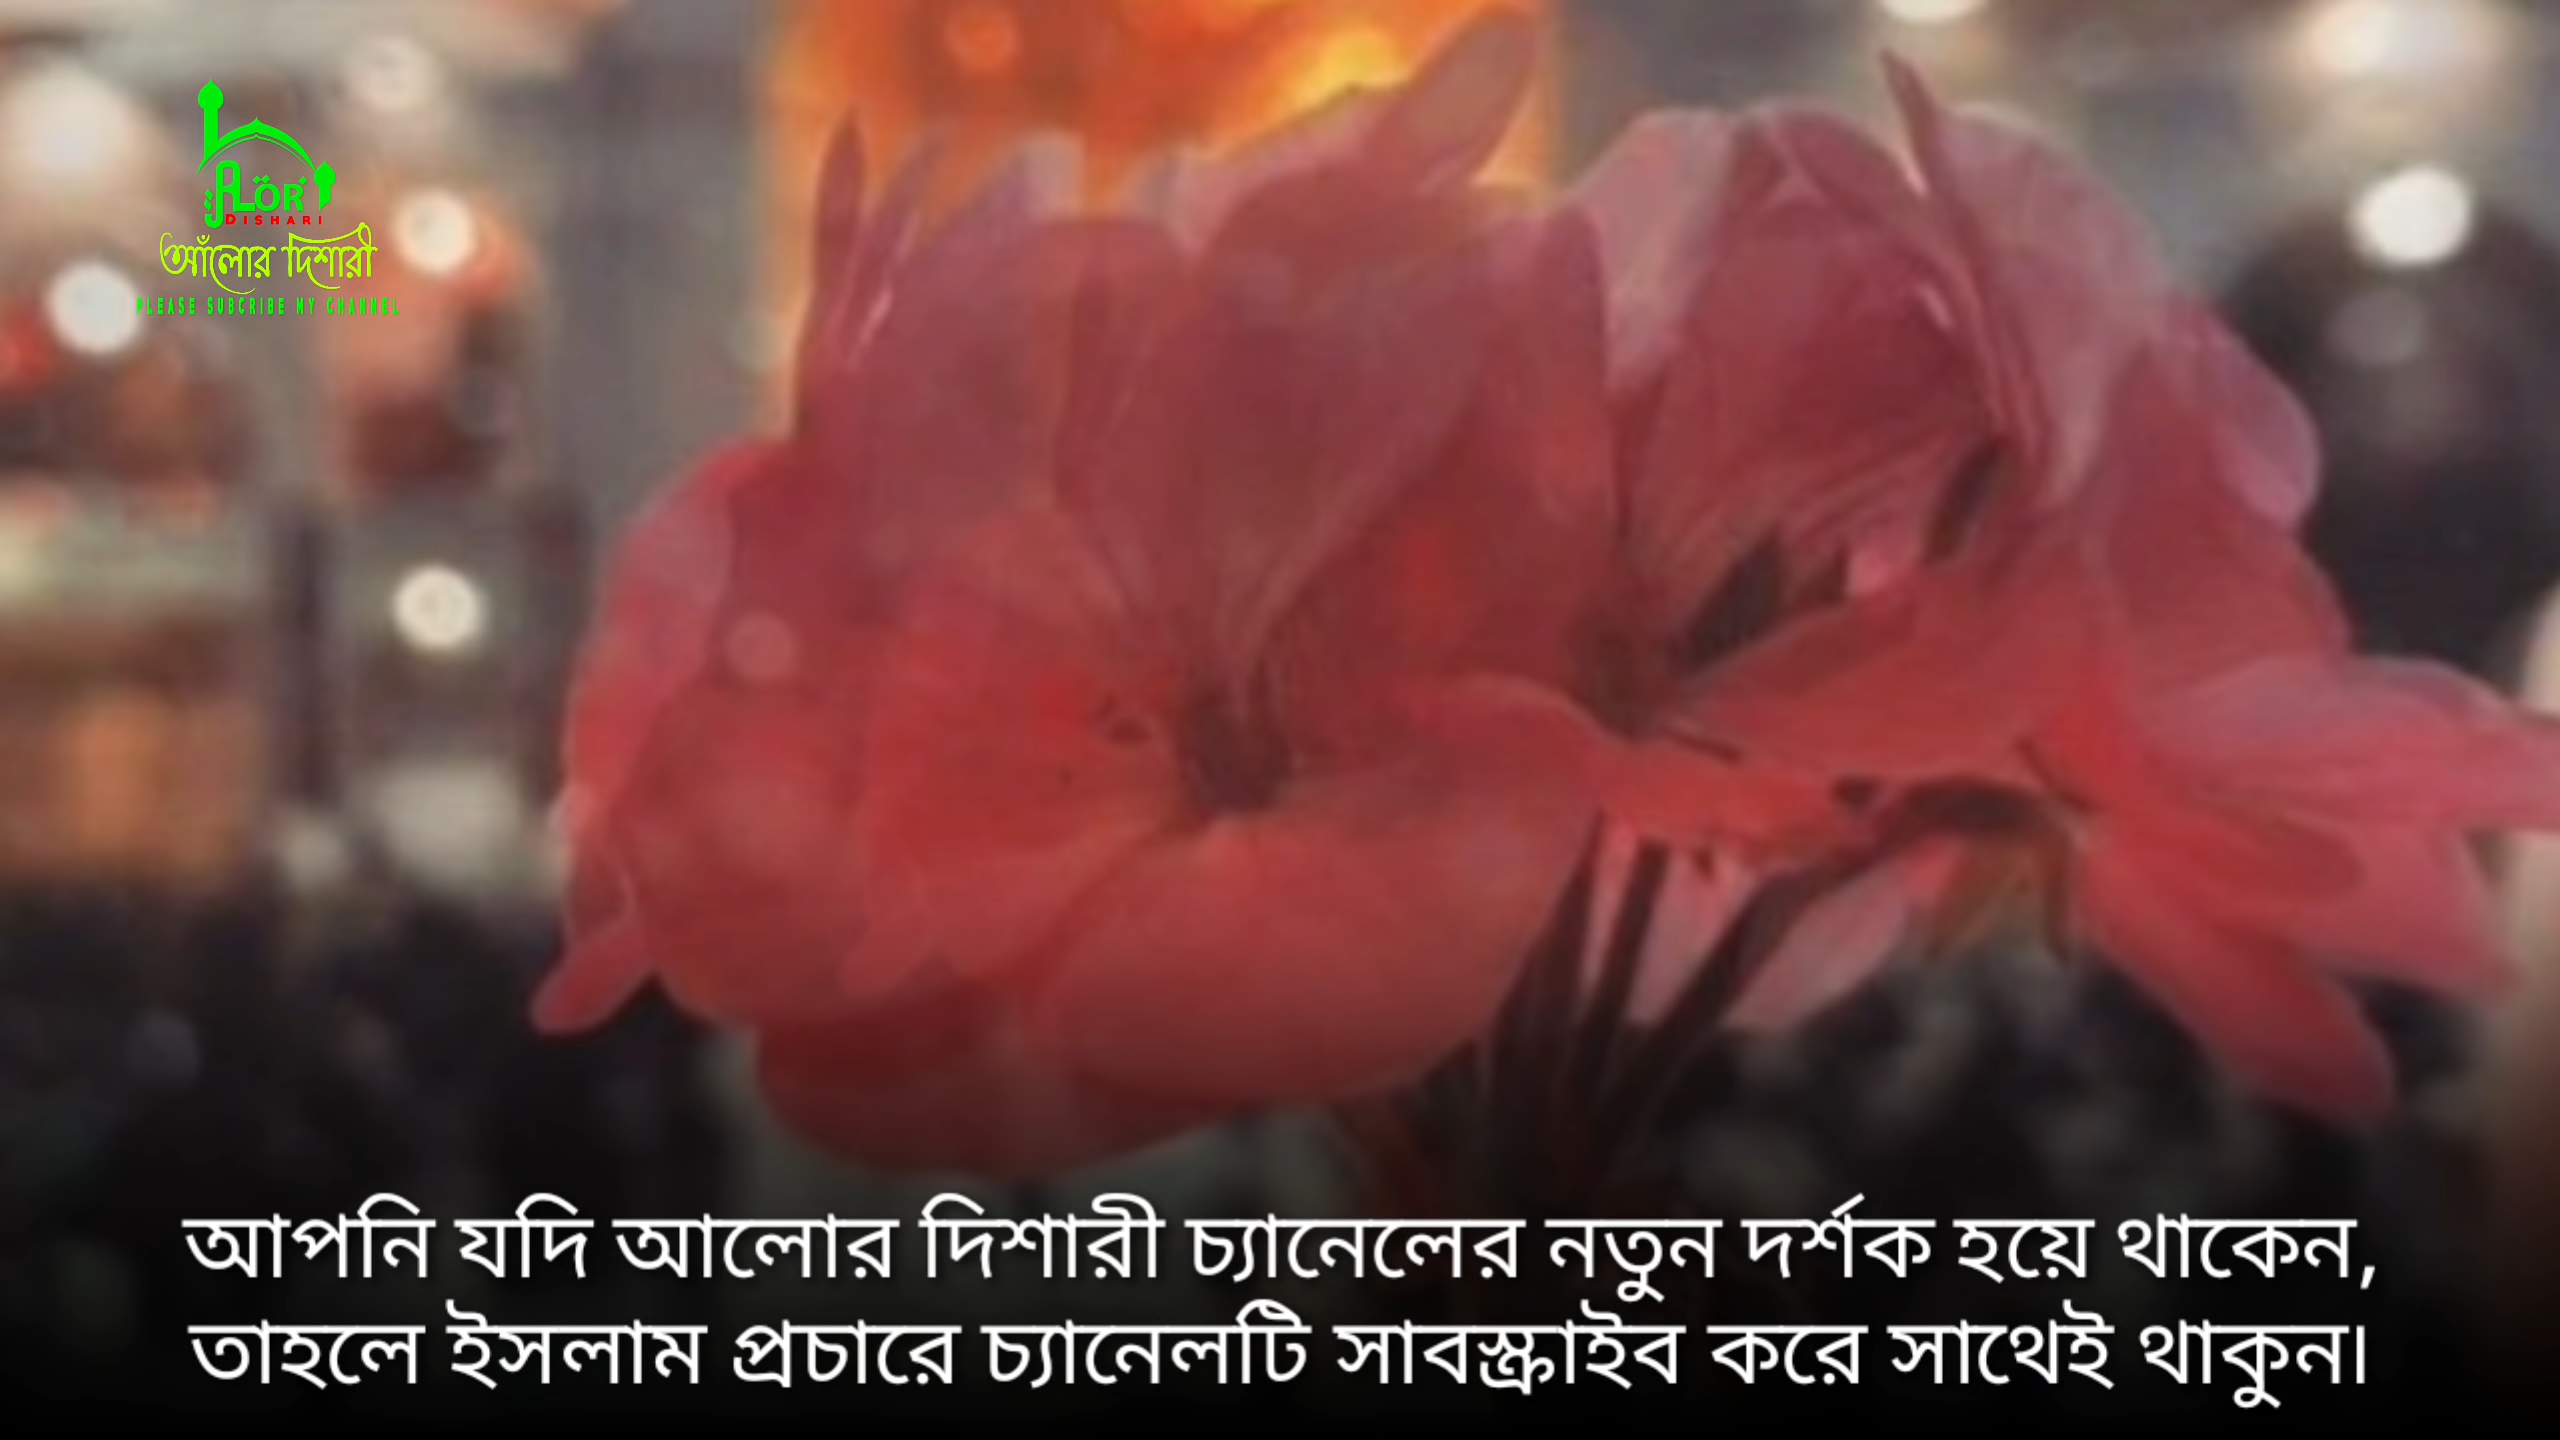 ALOR
DISHARI
আঁলোর দিশারী
PLEASE SUBCRIBE MY CHANNEL
আপনি যদি আলোর দিশারী চ্যানেলের নতুন দর্শক হয়ে থাকেন,
তাহলে ইসলাম প্রচারে চ্যানেলটি সাবস্ক্রাইব করে সাথেই থাকুন।